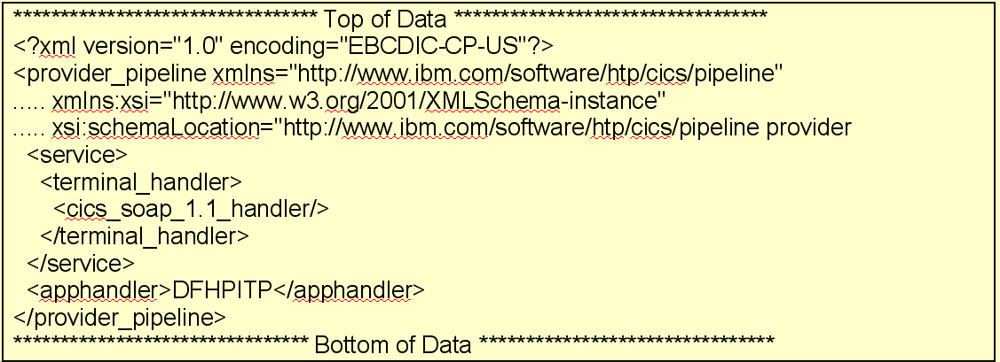 ******************************** Top of Data *********************************
<?xml version="1.0" encoding="EBCDIC-CP-US"?>
<provider_pipeline xmlns="http://www.ibm.com/software/htp/cics/pipeline"
..... xmlns:xsi="http://www.w3.org/2001/XMLSchema-instance"
..... xsi:schemaLocation="http://www.ibm.com/software/htp/cics/pipeline provider
<service>
<terminal_handler>
<cics_soap_1.1_handler/>
</terminal_handler>
</service>
<apphandler>DFHPITP</apphandler>
</provider_pipeline>
******************************* Bottom of Data *******************************